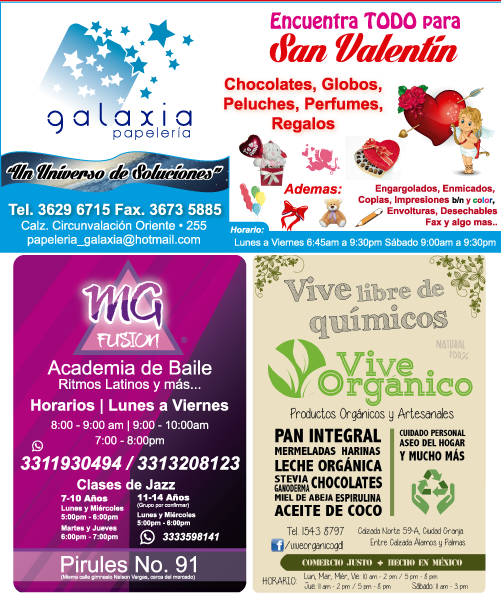 galaxia
papelería
"Un Universo de Soluciones"
Tel. 3629 6715 Fax. 3673 5885
Calz. Circunvalación Oriente • 255
papeleria_galaxia@hotmail.com
Encuentra TODO para
San Valentín
Chocolates, Globos,
Peluches, Perfumes,
Regalos
Ademas:
Engargolados, Enmicados,
Copias, Impresiones b/n y color,
Envolturas, Desechables
Fax y algo mas..
Horario:
Lunes a Viernes 6:45am a 9:30pm Sábado 9:00am a 9:30pm
MG
FUSION
Academia de Baile
Ritmos Latinos y más...
Horarios | Lunes a Viernes
8:00 - 9:00 am | 9:00 - 10:00am
7:00 - 8:00pm
3311930494 / 3313208123
Clases de Jazz
7-10 Años
Lunes y Miércoles
5:00pm - 6:00pm
Martes y Jueves
6:00pm - 7:00pm
11-14 Años
(Grupo por confirmar)
Lunes y Miércoles
5:00pm - 6:00pm
3333598141
Pirules No. 91
(Mismo calle gimnasio Nelson Vargas, cerca del mercado)
Vive libre de
químicos
NATURAL
100%
Vive
Orgánico
Productos Orgánicos y Artesanales
PAN INTEGRAL
MERMELADAS HARINAS
LECHE ORGÁNICA
STEVIA
GANODERMA CHOCOLATES
MIEL DE ABEJA ESPIRULINA
ACEITE DE COCO
CUIDADO PERSONAL
ASEO DEL HOGAR
Y MUCHO MÁS
Tel. 1543 8797
/viveorganicogdl
Calzada Norte 59-A, Ciudad Granja
Entre Calzada Álamos y Palmas
COMERCIO JUSTO + HECHO EN MÉXICO
HORARIO:
Lun, Mar, Miér, Vie: 10 am - 2 pm / 5 pm - 8 pm
Jue: 11 am - 2 pm / 5 pm - 8 pm
Sábado 11 am - 3 pm